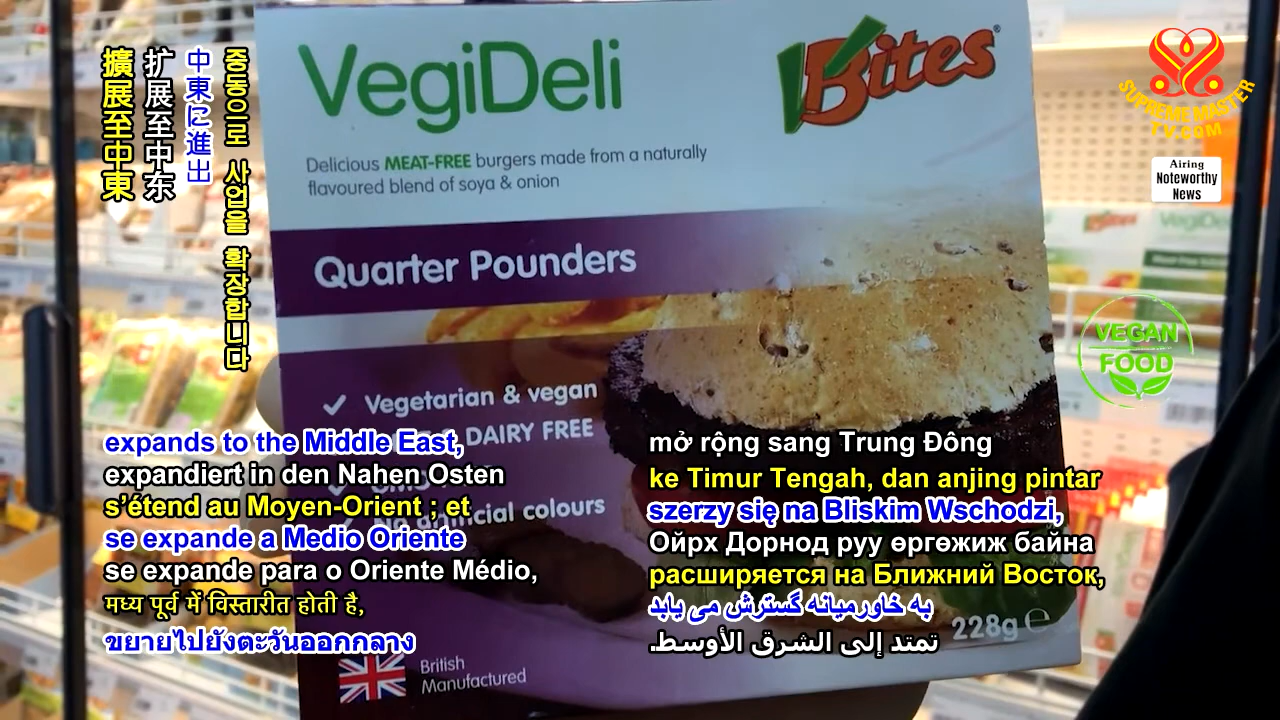 擴展至中東
扩展至中东
中東に進出
중동으로 사업을 확장합니다
VegiDeli
VBites®
Delicious MEAT-FREE burgers made from a naturally
flavoured blend of soya & onion
Quarter Pounders
Vegetarian & vegan
DAIRY FREE
colours
228g ℮
British
Manufactured
SUPREME MASTER
TV.COM
Airing
Noteworthy
News
VegiDeli
VEGAN
FOOD
expands to the Middle East,
expandiert in den Nahen Osten
s’étend au Moyen-Orient ; et
se expande a Medio Oriente
se expande para o Oriente Médio,
मध्य पूर्व में विस्तारीत होती है,
ขยายไปยังตะวันออกกลาง
mở rộng sang Trung Đông
ke Timur Tengah, dan anjing pintar
szerzy się na Bliskim Wschodzi,
Ойрх Дорнод руу өргөжиж байна
расширяется на Ближний Восток,
به خاورمیانه گسترش می یابد
تمتد إلى الشرق الأوسط.